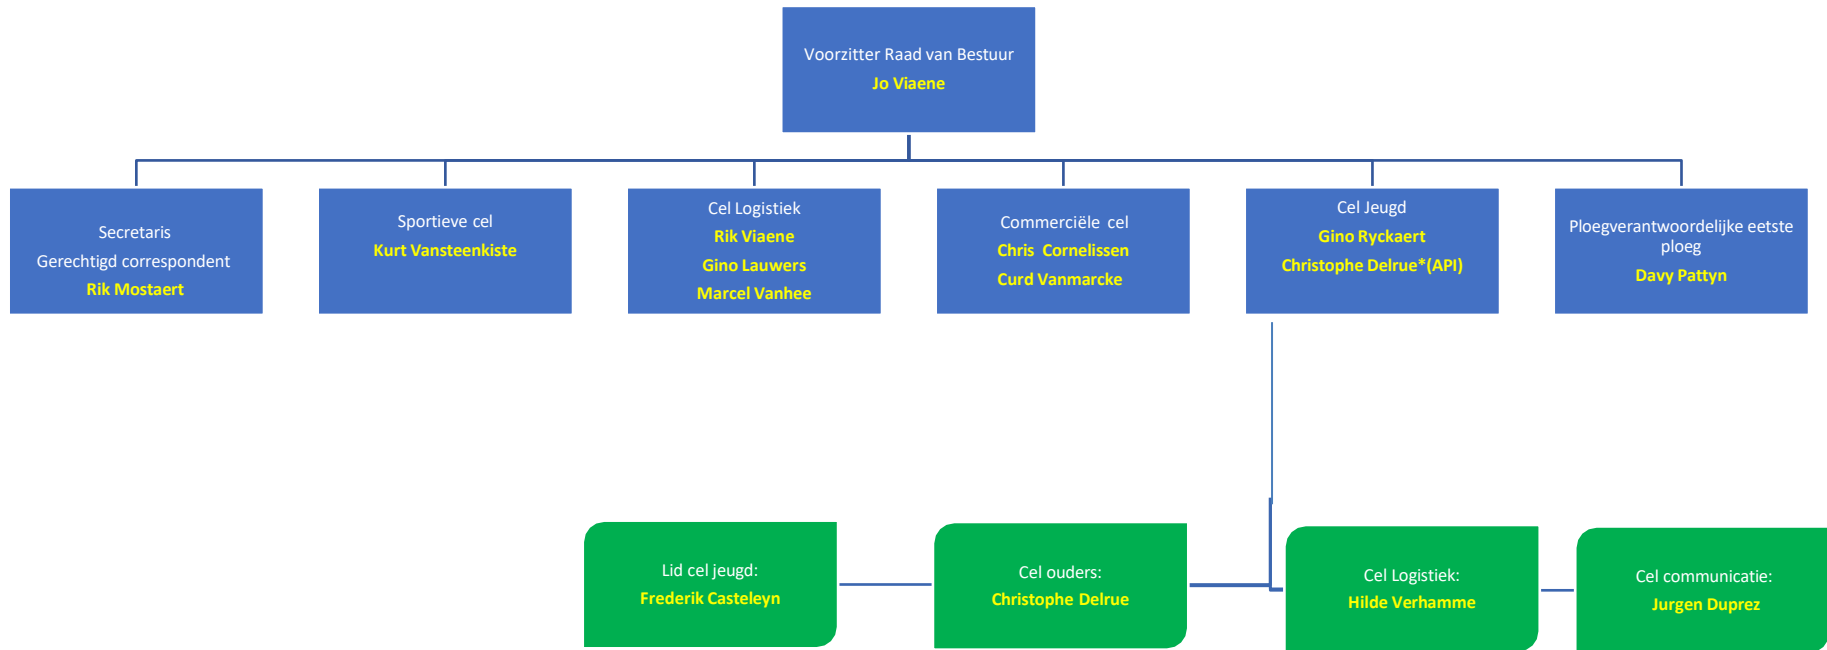 Voorzitter Raad van Bestuur
Jo Viaene
Secretaris
Gerechtigd correspondent
Rik Mostaert
Sportieve cel
Kurt Vansteenkiste
Cel Logistiek
Rik Viaene
Gino Lauwers
Marcel Vanhee
Commerciële cel
Chris Cornelissen
Curd Vanmarcke
Cel Jeugd
Gino Ryckaert
Christophe Delrue*(API)
Ploegverantwoordelijke eetste
ploeg
Davy Pattyn
Lid cel jeugd:
Frederik Casteleyn
Cel ouders:
Christophe Delrue
Cel Logistiek:
Hilde Verhamme
Cel communicatie:
Jurgen Duprez